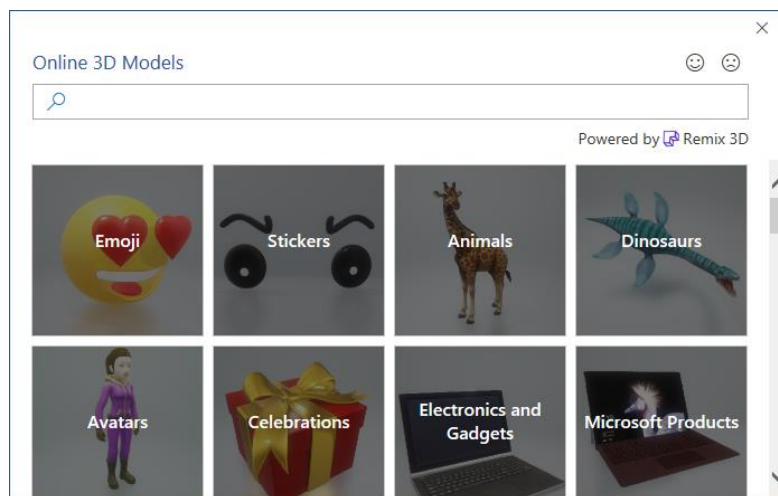 Online 3D Models
Powered by Remix 3D
Emoji
Stickers
Animals
Dinosaurs
Avatars
Celebrations
Electronics and
Gadgets
Microsoft Products